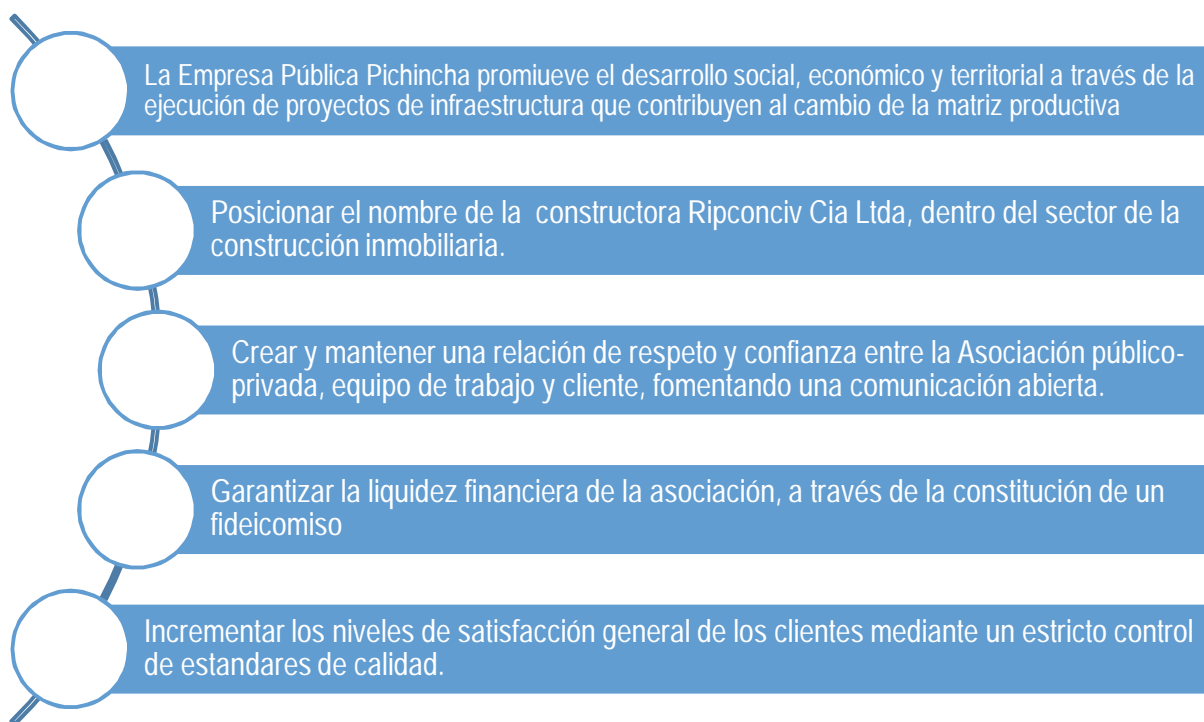 La Empresa Pública Pichincha promiueve el desarrollo social, económico y territorial a través de la
ejecución de proyectos de infraestructura que contribuyen al cambio de la matriz productiva
Posicionar el nombre de la constructora Ripconciv Cia Ltda, dentro del sector de la
construcción inmobiliaria.
Crear y mantener una relación de respeto y confianza entre la Asociación público-
privada, equipo de trabajo y cliente, fomentando una comunicación abierta.
Garantizar la liquidez financiera de la asociación, a través de la constitución de un
fideicomiso
Incrementar los niveles de satisfacción general de los clientes mediante un estricto control
de estandares de calidad.